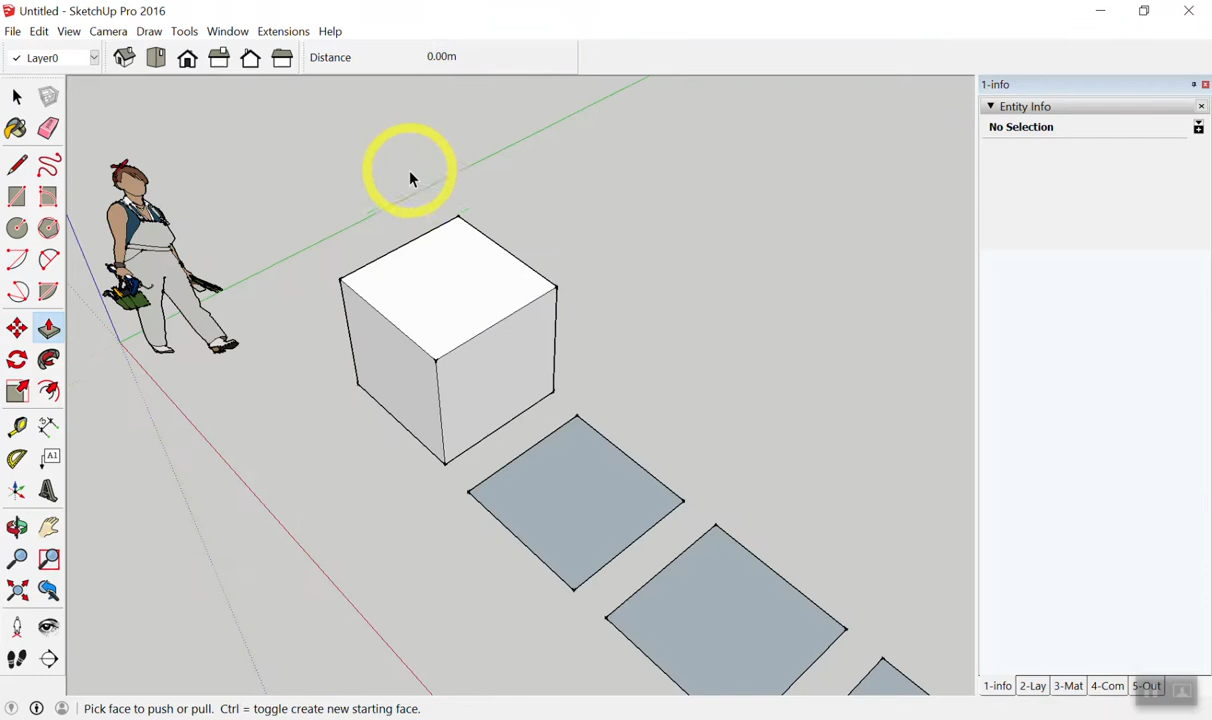 Untitled - SketchUp Pro 2016
File Edit View Camera Draw Tools Window Extensions Help
Layer0 Distance 0.00m
1-info
Entity Info
No Selection
A1
1-info 2-Lay 3-Mat 4-Com 5-Out
Pick face to push or pull. Ctrl = toggle create new starting face.